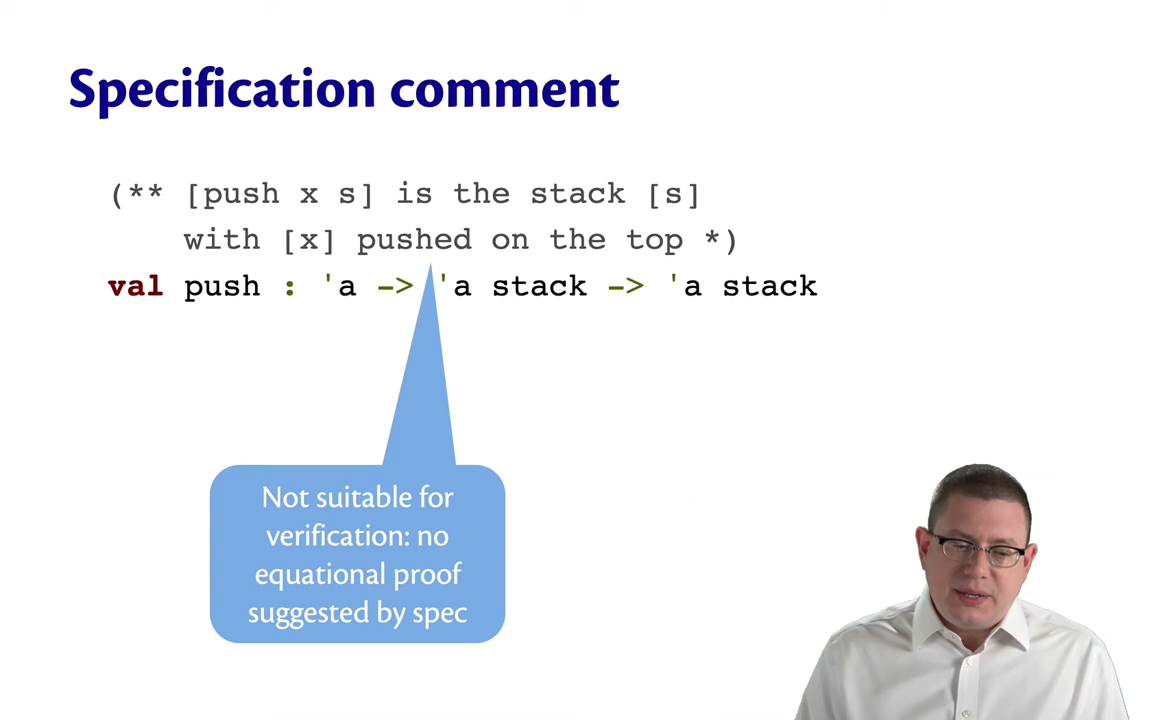 Specification comment
(** [push x s] is the stack [s]
with [x] pushed on the top *)
val push : 'a -> 'a stack -> 'a stack
Not suitable for
verification: no
equational proof
suggested by spec